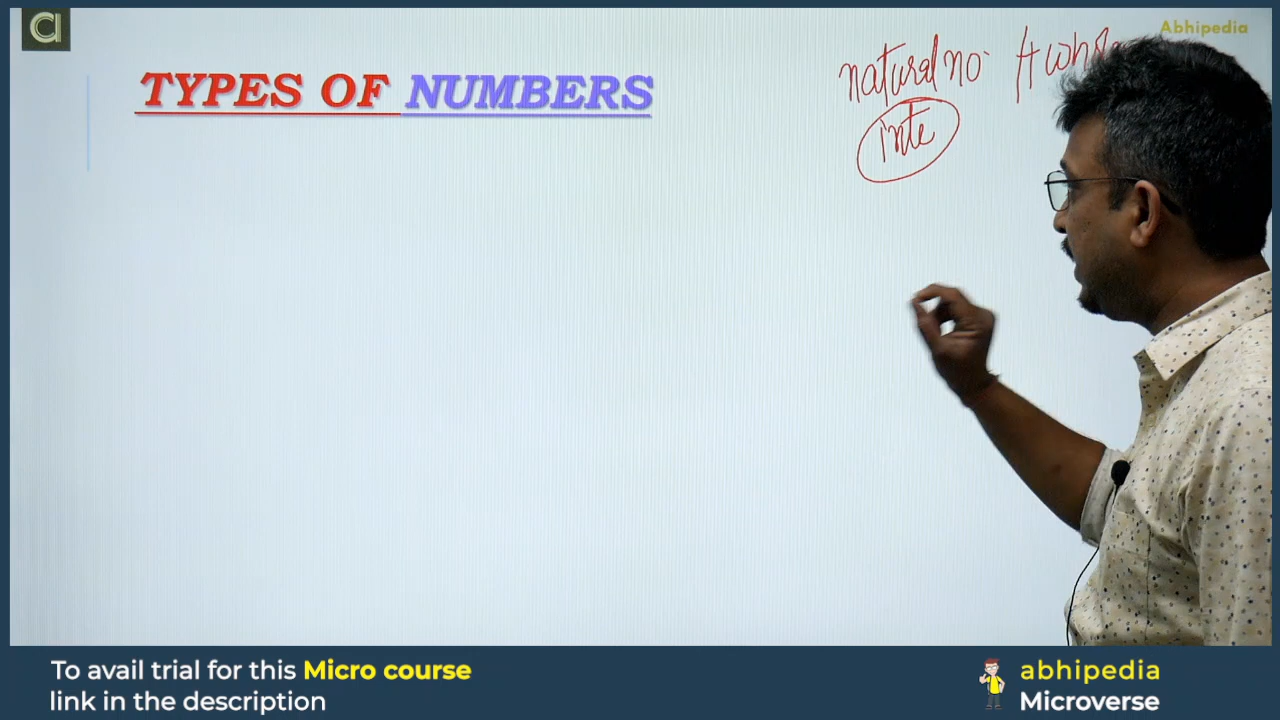 Abhipedia
TYPES OF NUMBERS
natural no.
inte
To avail trial for this Micro course
link in the description
abhipedia
Microverse